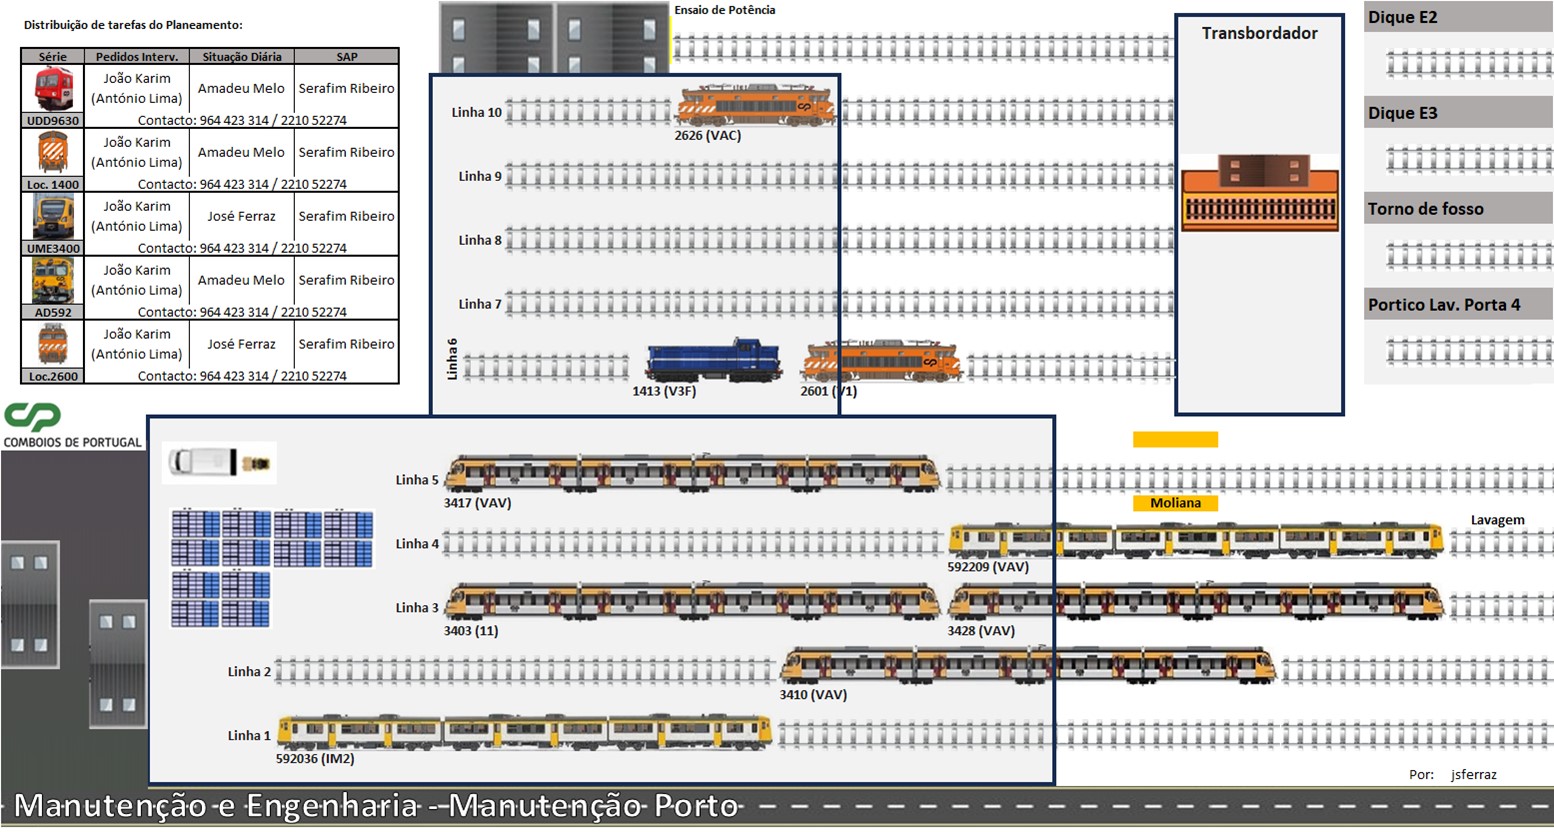 Distribuição de tarefas do Planeamento:
Série Pedidos Interv. Situação Diária SAP
João Karim
(António Lima) Amadeu Melo Serafim Ribeiro
UDD9630 Contacto: 964 423 314 / 2210 52274
João Karim
(António Lima) Amadeu Melo Serafim Ribeiro
Loc. 1400 Contacto: 964 423 314 / 2210 52274
João Karim
(António Lima) José Ferraz Serafim Ribeiro
UME3400 Contacto: 964 423 314 / 2210 52274
João Karim
(António Lima) Amadeu Melo Serafim Ribeiro
AD592 Contacto: 964 423 314 / 2210 52274
João Karim
(António Lima) José Ferraz Serafim Ribeiro
Loc.2600 Contacto: 964 423 314 / 2210 52274
cp
COMBOIOS DE PORTUGAL
Ensaio de Potência
Linha 10
2626 (VAC)
Linha 9
Linha 8
Linha 7
Linha 6
1413 (V3F)
2601 (V1)
Transbordador
Dique E2
Dique E3
Torno de fosso
Portico Lav. Porta 4
Linha 5
3417 (VAV)
Moliana
Lavagem
Linha 4
592209 (VAV)
Linha 3
3403 (11)
3428 (VAV)
Linha 2
3410 (VAV)
Linha 1
592036 (IM2)
Por: jsferraz
Manutenção e Engenharia - Manutenção Porto